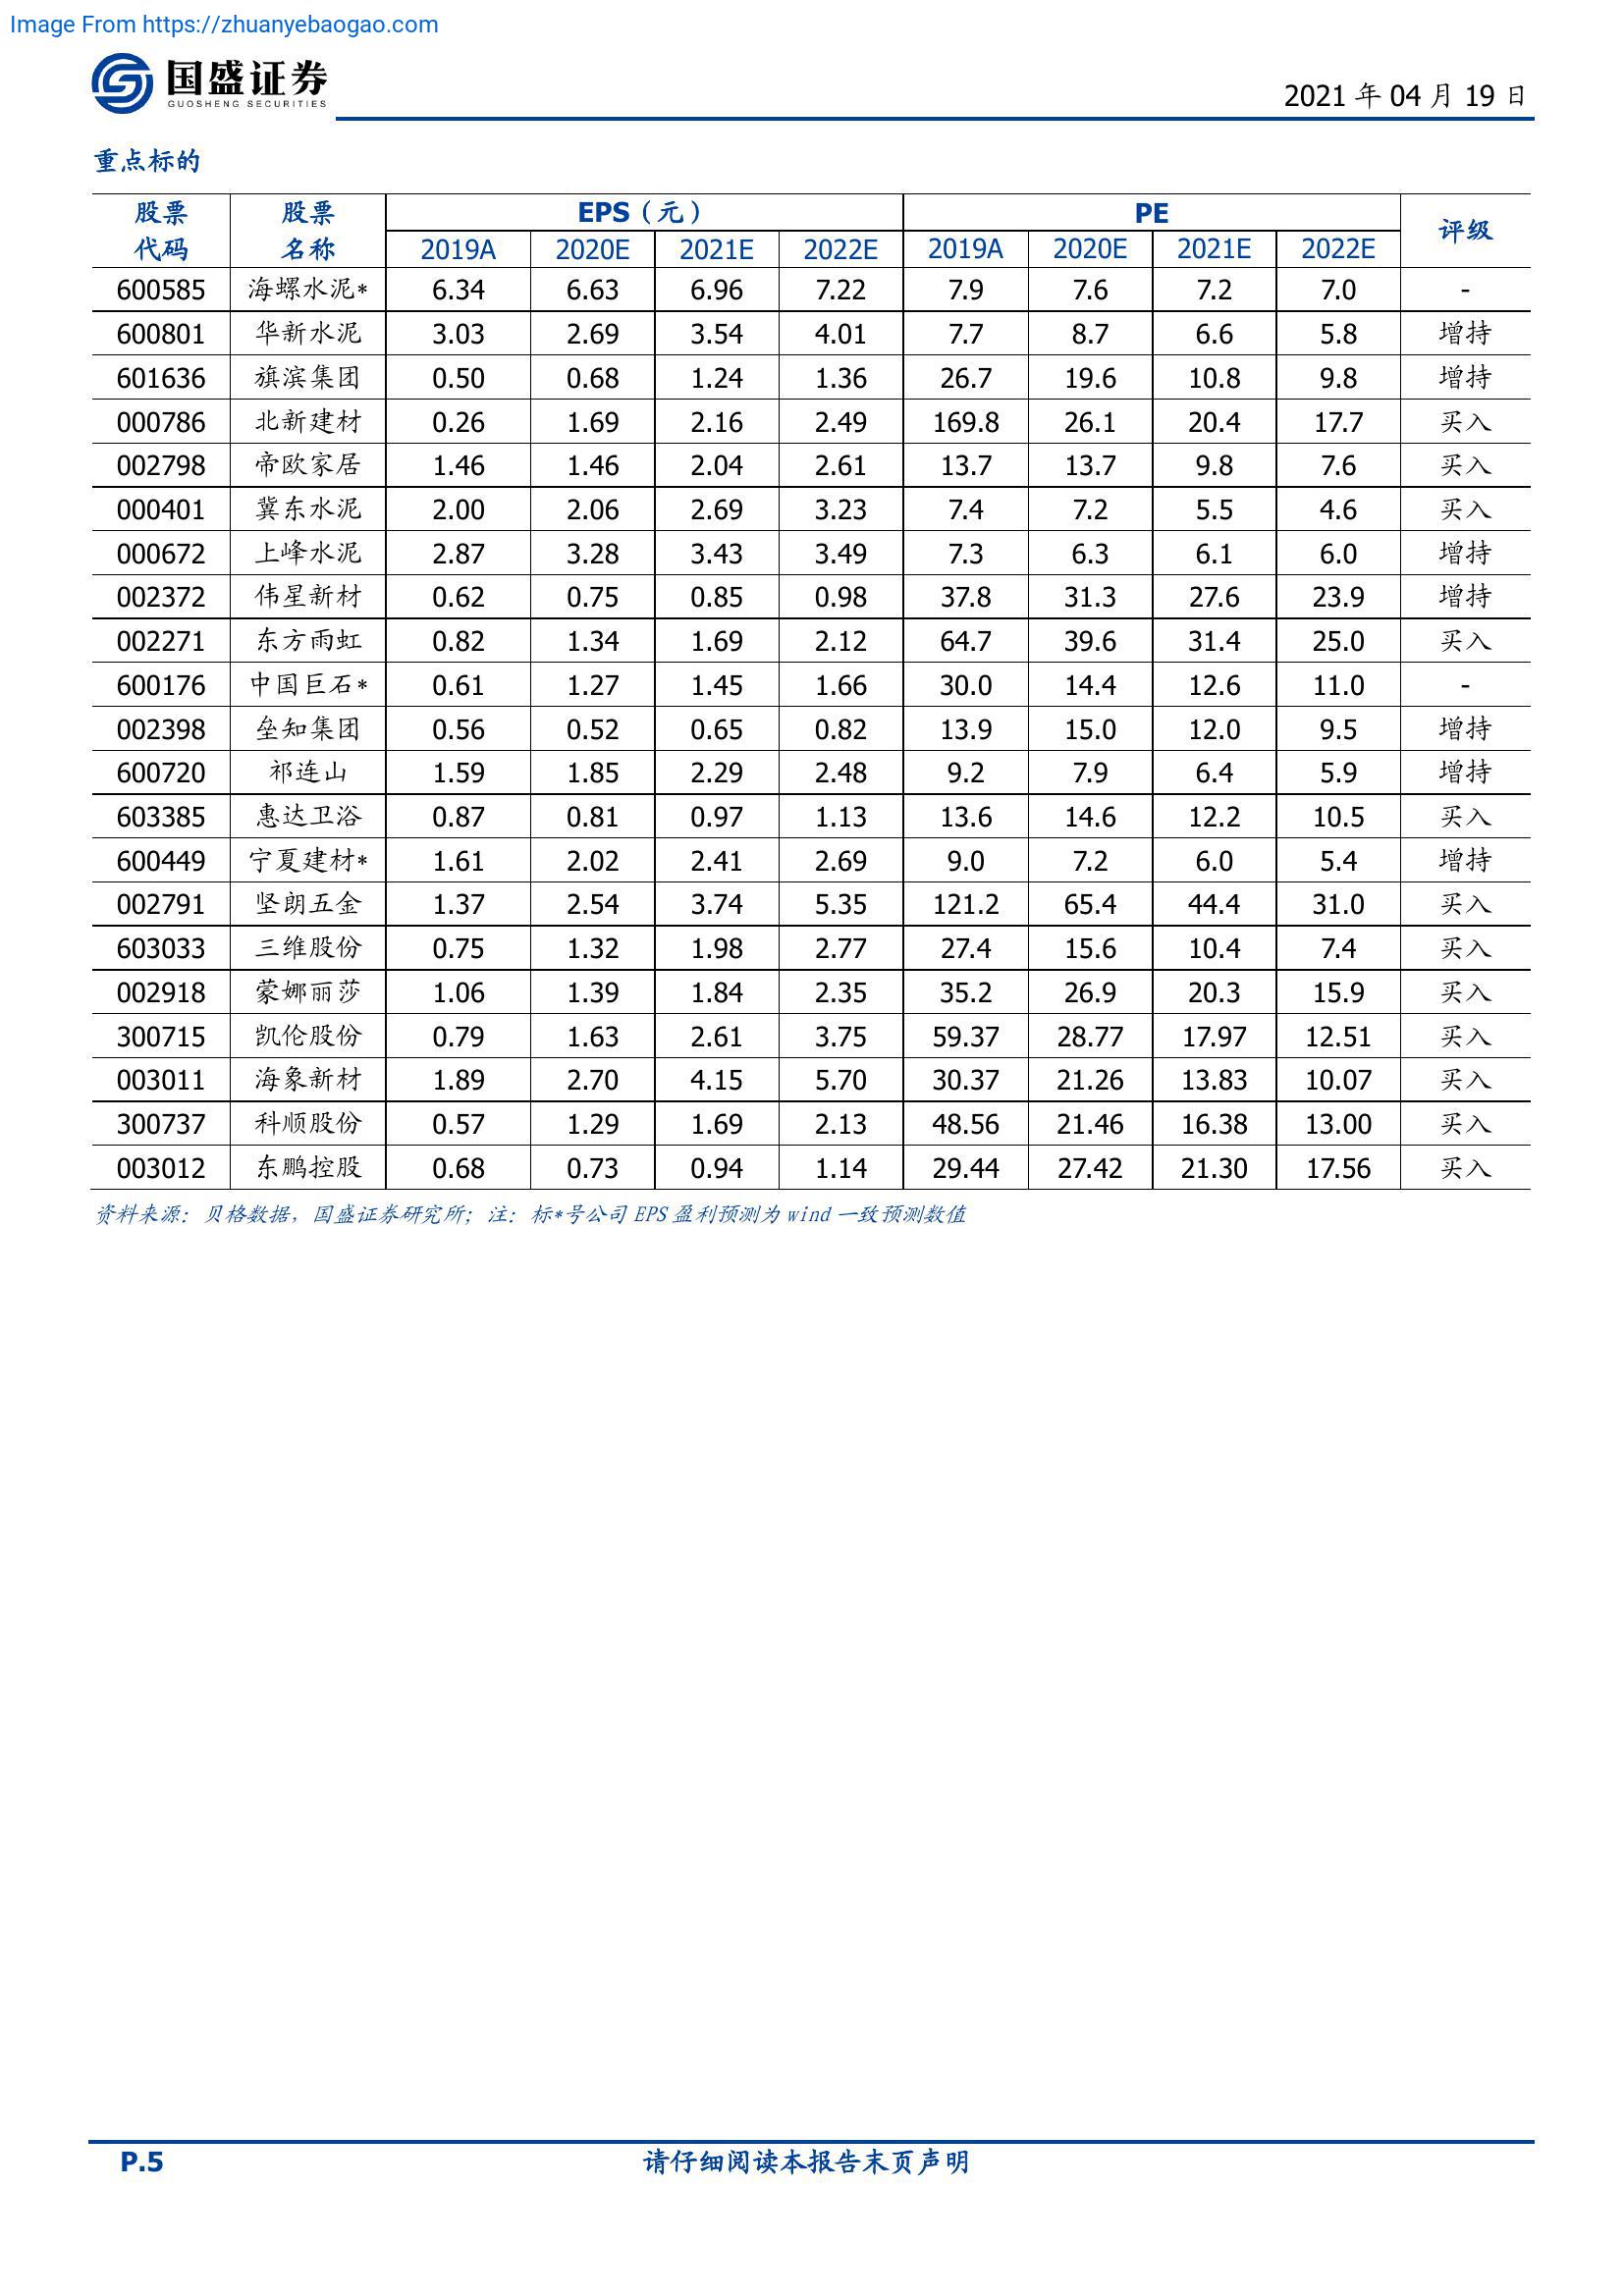 Image From https://zhuanyebaogao.com
国盛证券
GUOSHENG SECURITIES
2021 年 04 月 19 日
重点标的
股票代码 股票名称 EPS（元） PE 评级
2019A 2020E 2021E 2022E 2019A 2020E 2021E 2022E
600585 海螺水泥* 6.34 6.63 6.96 7.22 7.9 7.6 7.2 7.0 -
600801 华新水泥 3.03 2.69 3.54 4.01 7.7 8.7 6.6 5.8 增持
601636 旗滨集团 0.50 0.68 1.24 1.36 26.7 19.6 10.8 9.8 增持
000786 北新建材 0.26 1.69 2.16 2.49 169.8 26.1 20.4 17.7 买入
002798 帝欧家居 1.46 1.46 2.04 2.61 13.7 13.7 9.8 7.6 买入
000401 冀东水泥 2.00 2.06 2.69 3.23 7.4 7.2 5.5 4.6 买入
000672 上峰水泥 2.87 3.28 3.43 3.49 7.3 6.3 6.1 6.0 增持
002372 伟星新材 0.62 0.75 0.85 0.98 37.8 31.3 27.6 23.9 增持
002271 东方雨虹 0.82 1.34 1.69 2.12 64.7 39.6 31.4 25.0 买入
600176 中国巨石* 0.61 1.27 1.45 1.66 30.0 14.4 12.6 11.0 -
002398 垒知集团 0.56 0.52 0.65 0.82 13.9 15.0 12.0 9.5 增持
600720 祁连山 1.59 1.85 2.29 2.48 9.2 7.9 6.4 5.9 增持
603385 惠达卫浴 0.87 0.81 0.97 1.13 13.6 14.6 12.2 10.5 买入
600449 宁夏建材* 1.61 2.02 2.41 2.69 9.0 7.2 6.0 5.4 增持
002791 坚朗五金 1.37 2.54 3.74 5.35 121.2 65.4 44.4 31.0 买入
603033 三维股份 0.75 1.32 1.98 2.77 27.4 15.6 10.4 7.4 买入
002918 蒙娜丽莎 1.06 1.39 1.84 2.35 35.2 26.9 20.3 15.9 买入
300715 凯伦股份 0.79 1.63 2.61 3.75 59.37 28.77 17.97 12.51 买入
003011 海象新材 1.89 2.70 4.15 5.70 30.37 21.26 13.83 10.07 买入
300737 科顺股份 0.57 1.29 1.69 2.13 48.56 21.46 16.38 13.00 买入
003012 东鹏控股 0.68 0.73 0.94 1.14 29.44 27.42 21.30 17.56 买入
资料来源：贝格数据，国盛证券研究所；注：标*号公司 EPS 盈利预测为 wind 一致预测数值
P.5 请仔细阅读本报告末页声明